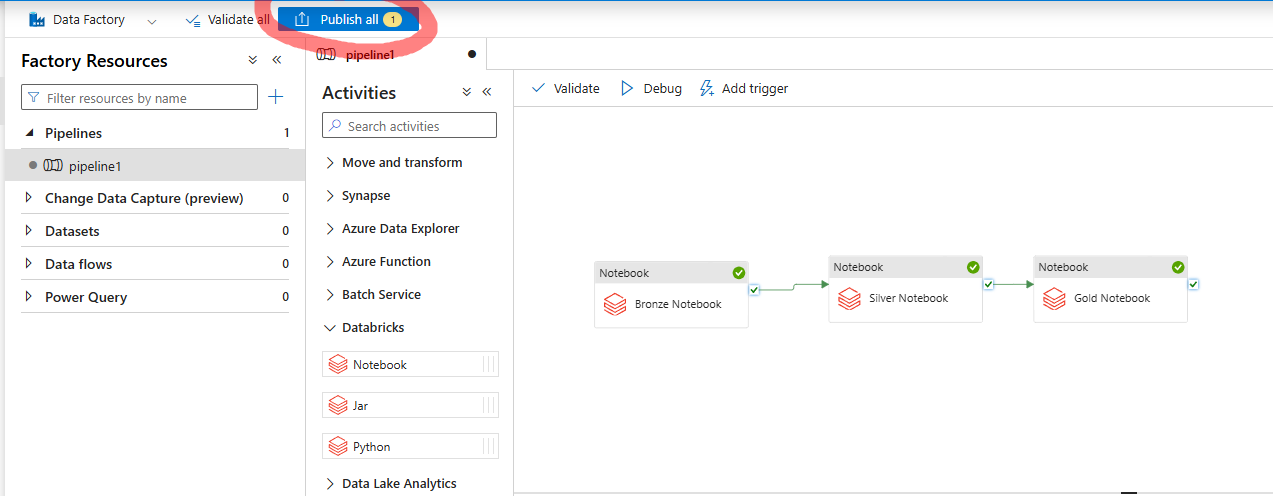 Data Factory
Validate all
Publish all 1
Factory Resources
Filter resources by name
Pipelines 1
pipeline1
Change Data Capture (preview) 0
Datasets 0
Data flows 0
Power Query 0
pipeline1
Activities
Search activities
Move and transform
Synapse
Azure Data Explorer
Azure Function
Batch Service
Databricks
Notebook
Jar
Python
Data Lake Analytics
Validate
Debug
Add trigger
Notebook
Bronze Notebook
Notebook
Silver Notebook
Notebook
Gold Notebook